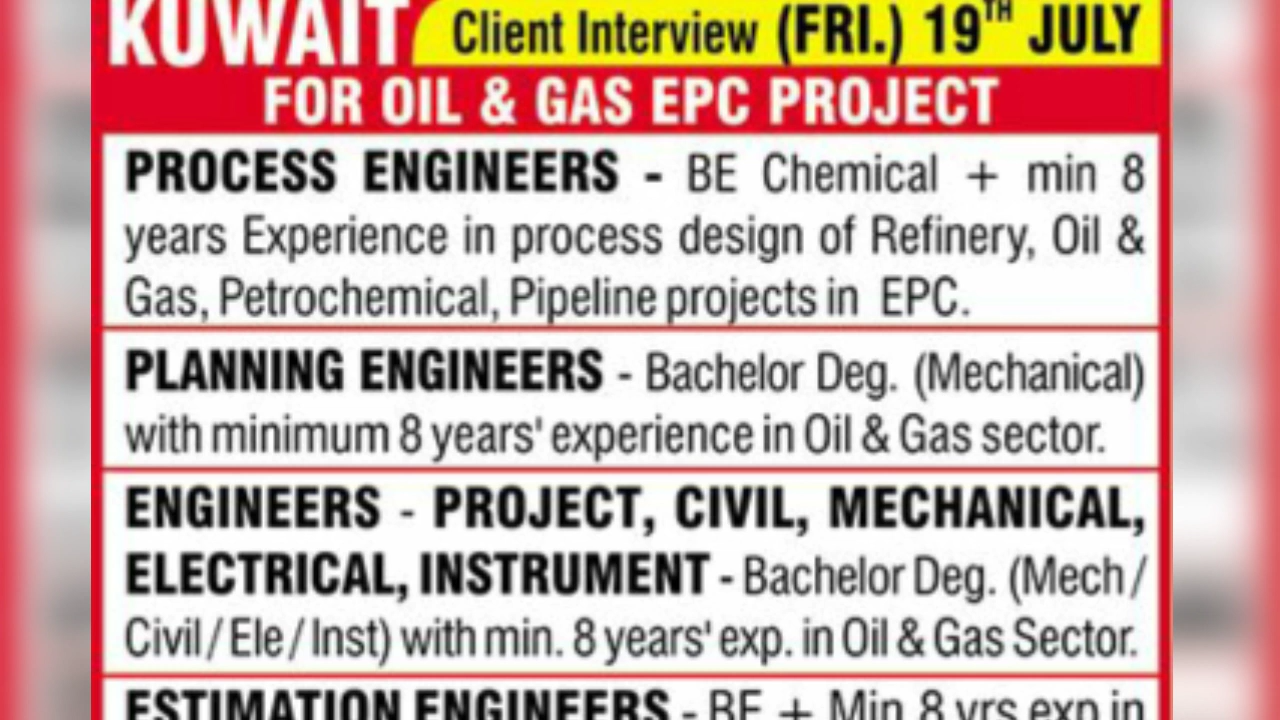 KUWAIT Client Interview (FRI.) 19TH JULY
FOR OIL & GAS EPC PROJECT
PROCESS ENGINEERS - BE Chemical + min 8
years Experience in process design of Refinery, Oil &
Gas, Petrochemical, Pipeline projects in EPC.
PLANNING ENGINEERS - Bachelor Deg. (Mechanical)
with minimum 8 years' experience in Oil & Gas sector.
ENGINEERS - PROJECT, CIVIL, MECHANICAL,
ELECTRICAL, INSTRUMENT - Bachelor Deg. (Mech /
Civil / Ele / Inst) with min. 8 years' exp. in Oil & Gas Sector.
ESTIMATION ENGINEERS - BE + Min 8 yrs exp in